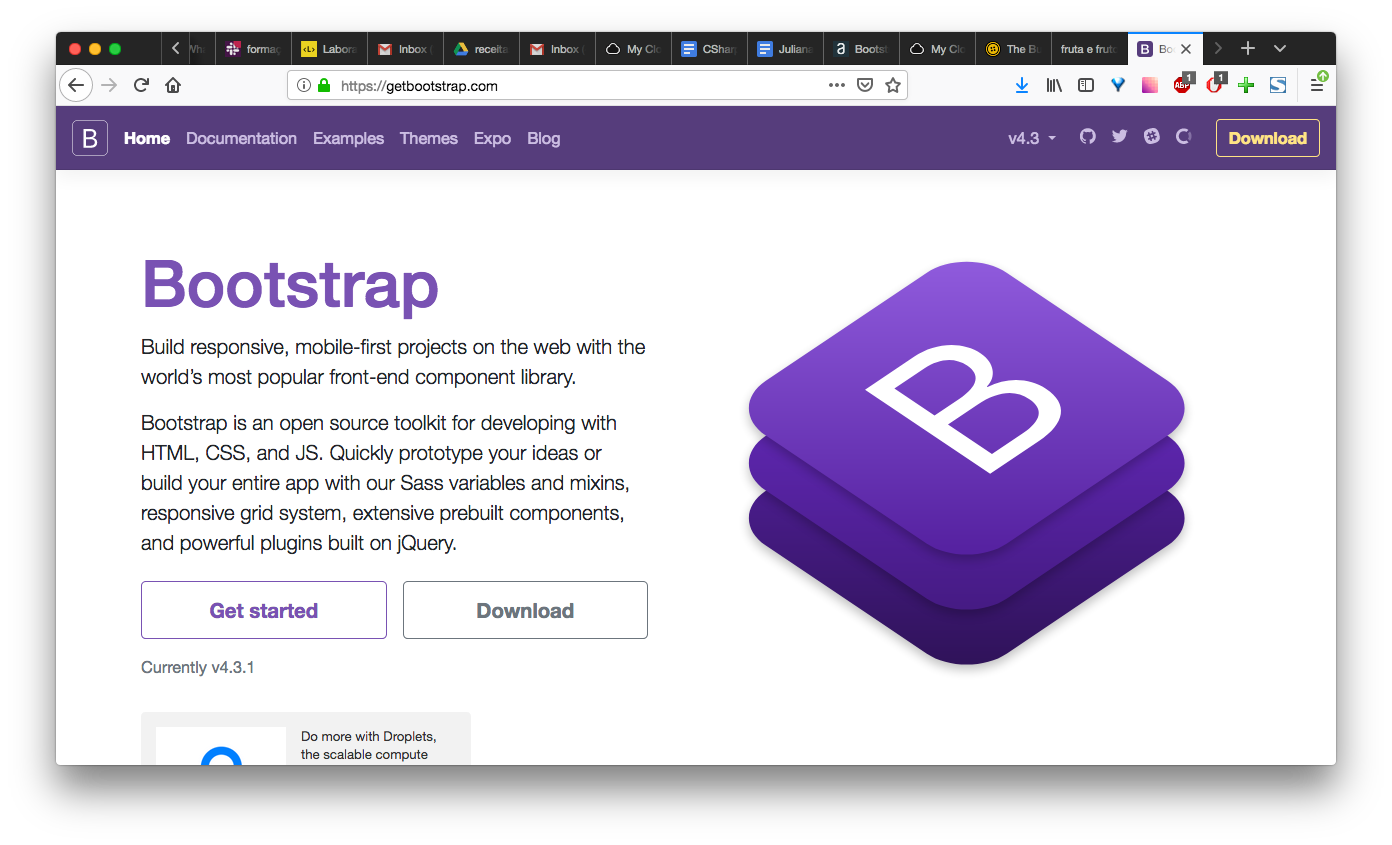 formaç
<L> Labora
Inbox (
receita
Inbox (
My Clo
CShar
Juliana
a Bootst
My Clo
The Bu
fruta e fruto
B Bo
https://getbootstrap.com
ABP 1 1
B Home Documentation Examples Themes Expo Blog v4.3 Download
Bootstrap
B
Build responsive, mobile-first projects on the web with the
world's most popular front-end component library.
Bootstrap is an open source toolkit for developing with
HTML, CSS, and JS. Quickly prototype your ideas or
build your entire app with our Sass variables and mixins,
responsive grid system, extensive prebuilt components,
and powerful plugins built on jQuery.
Get started Download
Currently v4.3.1
Do more with Droplets,
the scalable compute